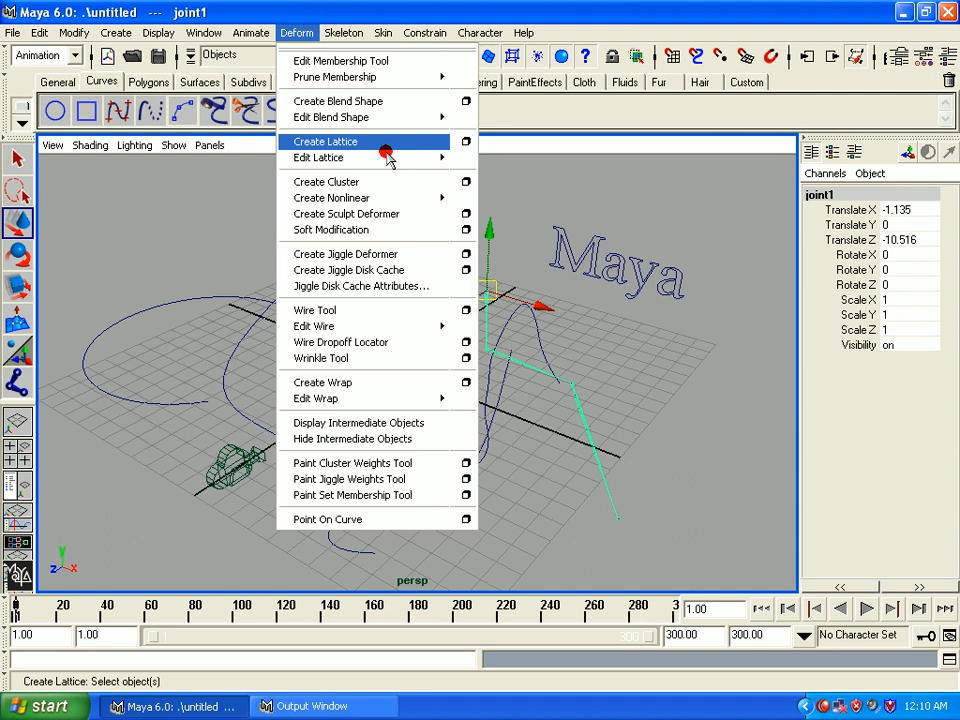 Maya 6.0: .\untitled --- joint1
File Edit Modify Create Display Window Animate Deform Skeleton Skin Constrain Character Help
Animation Objects
General Curves Polygons Surfaces Subdivs PaintEffects Cloth Fluids Fur Hair Custom
View Shading Lighting Show Panels
Edit Membership Tool
Prune Membership
Create Blend Shape
Edit Blend Shape
Create Lattice
Edit Lattice
Create Cluster
Create Nonlinear
Create Sculpt Deformer
Soft Modification
Create Jiggle Deformer
Create Jiggle Disk Cache
Jiggle Disk Cache Attributes...
Wire Tool
Edit Wire
Wire Dropoff Locator
Wrinkle Tool
Create Wrap
Edit Wrap
Display Intermediate Objects
Hide Intermediate Objects
Paint Cluster Weights Tool
Paint Jiggle Weights Tool
Paint Set Membership Tool
Point On Curve
Maya
y
z x
persp
Channels Object
joint1
Translate X -1.135
Translate Y 0
Translate Z -10.516
Rotate X 0
Rotate Y 0
Rotate Z 0
Scale X 1
Scale Y 1
Scale Z 1
Visibility on
<< >>
20 40 60 80 100 120 140 160 180 200 220 240 260 280 3 1.00
1.00 1.00 1 300 300.00 300.00 No Character Set
Create Lattice: Select object(s)
start Maya 6.0: .\untitled ... Output Window 12:10 AM